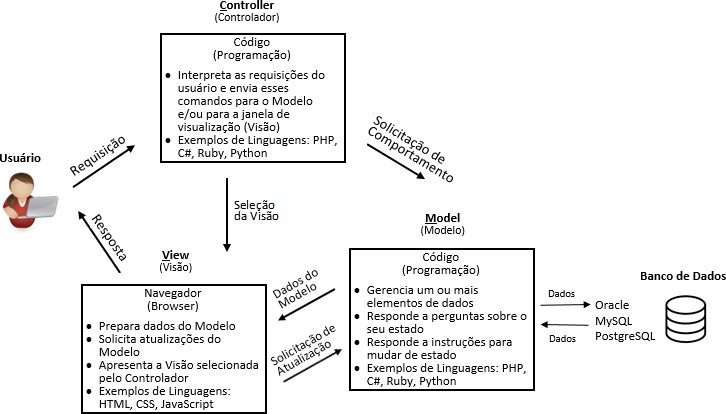 Controller
(Controlador)
Código
(Programação)
• Interpreta as requisições do
usuário e envia esses
comandos para o Modelo
e/ou para a janela de
visualização (Visão)
• Exemplos de Linguagens: PHP,
C#, Ruby, Python
Requisição
Solicitação de
Comportamento
Usuário
Resposta
Seleção
da Visão
View
(Visão)
Navegador
(Browser)
• Prepara dados do Modelo
• Solicita atualizações do
Modelo
• Apresenta a Visão selecionada
pelo Controlador
• Exemplos de Linguagens:
HTML, CSS, JavaScript
Dados do
Modelo
Solicitação de
Atualização
Model
(Modelo)
Código
(Programação)
• Gerencia um ou mais
elementos de dados
• Responde a perguntas sobre o
seu estado
• Responde a instruções para
mudar de estado
• Exemplos de Linguagens: PHP,
C#, Ruby, Python
Dados
Dados
Banco de Dados
Oracle
MySQL
PostgreSQL